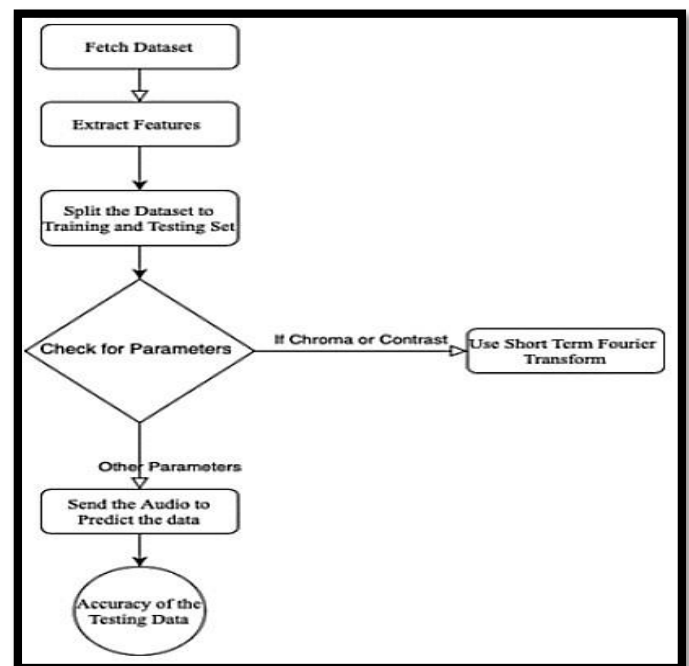 Fetch Dataset
Extract Features
Split the Dataset to
Training and Testing Set
Check for Parameters
If Chroma or Contrast
Use Short Term Fourier
Transform
Other Parameters
Send the Audio to
Predict the data
Accuracy of the
Testing Data